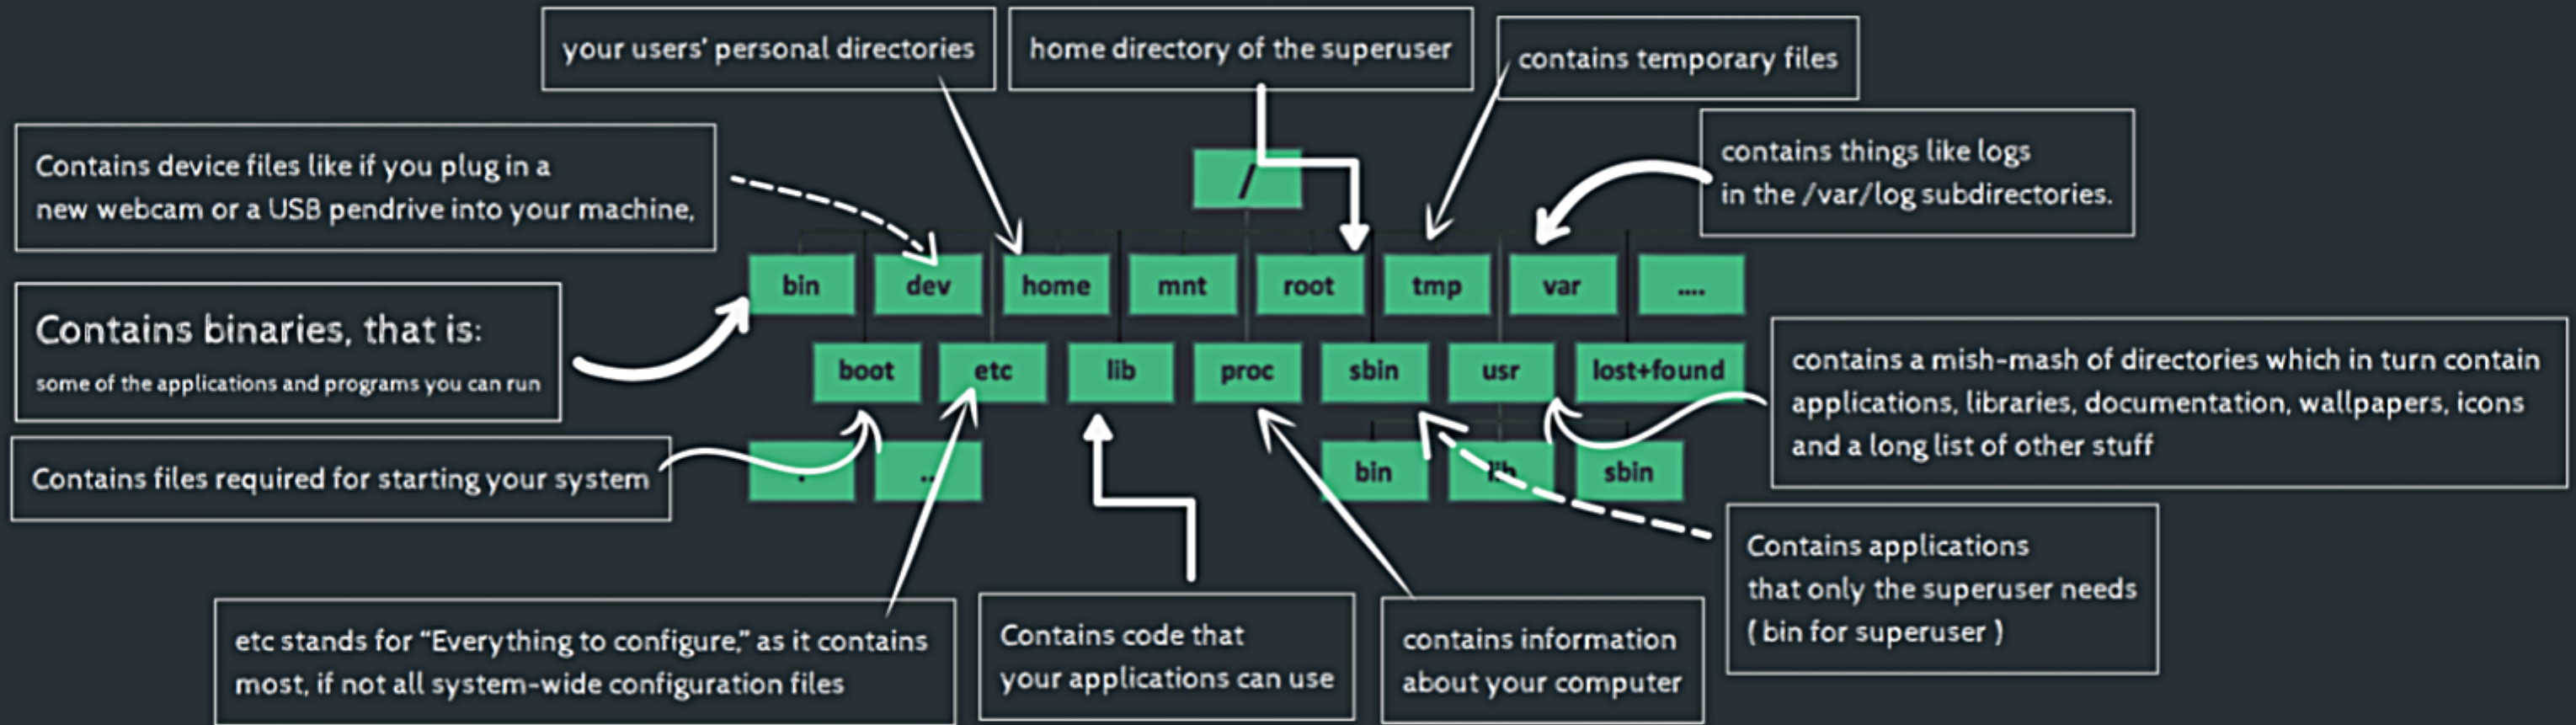 your users' personal directories
home directory of the superuser
contains temporary files
Contains device files like if you plug in a
new webcam or a USB pendrive into your machine,
contains things like logs
in the /var/log subdirectories.
/
bin
dev
home
mnt
root
tmp
var
....
Contains binaries, that is:
some of the applications and programs you can run
boot
etc
lib
proc
sbin
usr
lost+found
contains a mish-mash of directories which in turn contain
applications, libraries, documentation, wallpapers, icons
and a long list of other stuff
Contains files required for starting your system
.
..
bin
lib
sbin
Contains applications
that only the superuser needs
( bin for superuser )
etc stands for “Everything to configure,” as it contains
most, if not all system-wide configuration files
Contains code that
your applications can use
contains information
about your computer